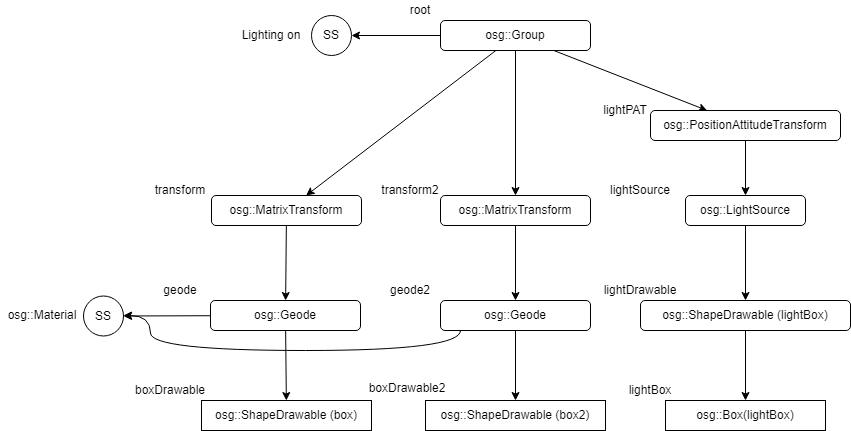 root
Lighting on
SS
osg::Group
lightPAT
osg::PositionAttitudeTransform
transform
transform2
lightSource
osg::MatrixTransform
osg::MatrixTransform
osg::LightSource
geode
geode2
lightDrawable
osg::Material
SS
osg::Geode
osg::Geode
osg::ShapeDrawable (lightBox)
boxDrawable
boxDrawable2
lightBox
osg::ShapeDrawable (box)
osg::ShapeDrawable (box2)
osg::Box(lightBox)